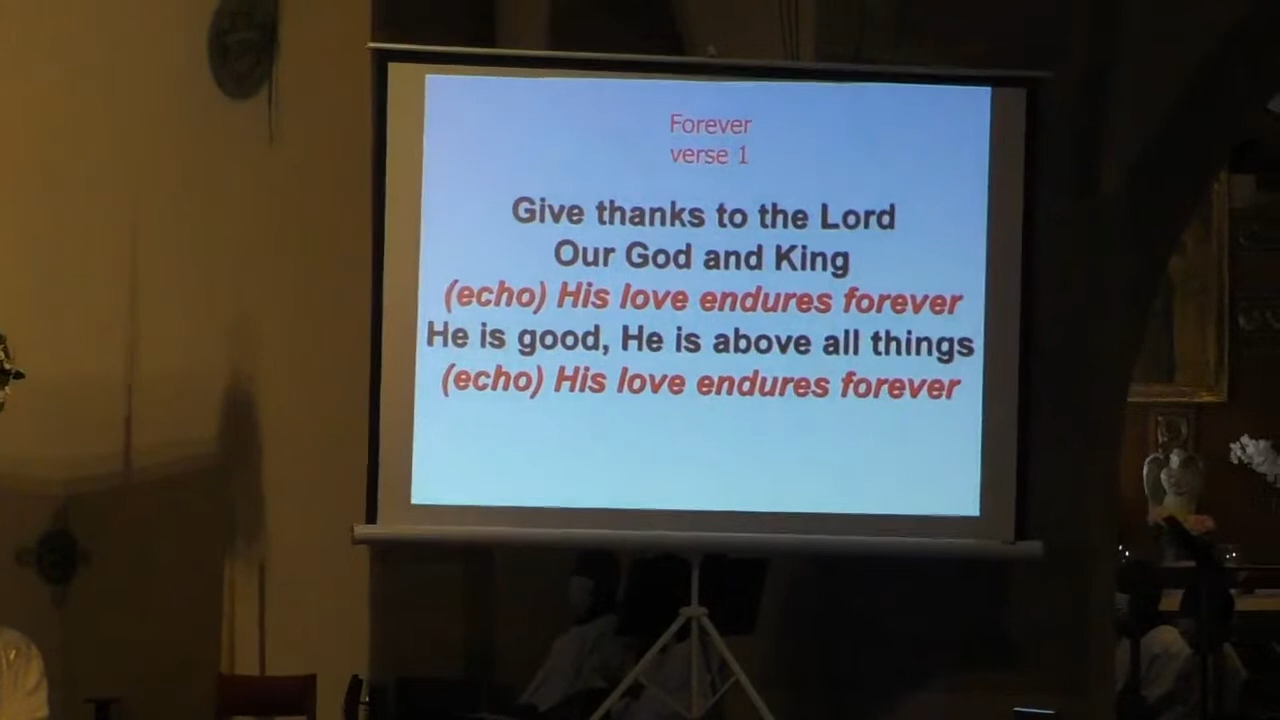 Forever
verse 1
Give thanks to the Lord
Our God and King
(echo) His love endures forever
He is good, He is above all things
(echo) His love endures forever